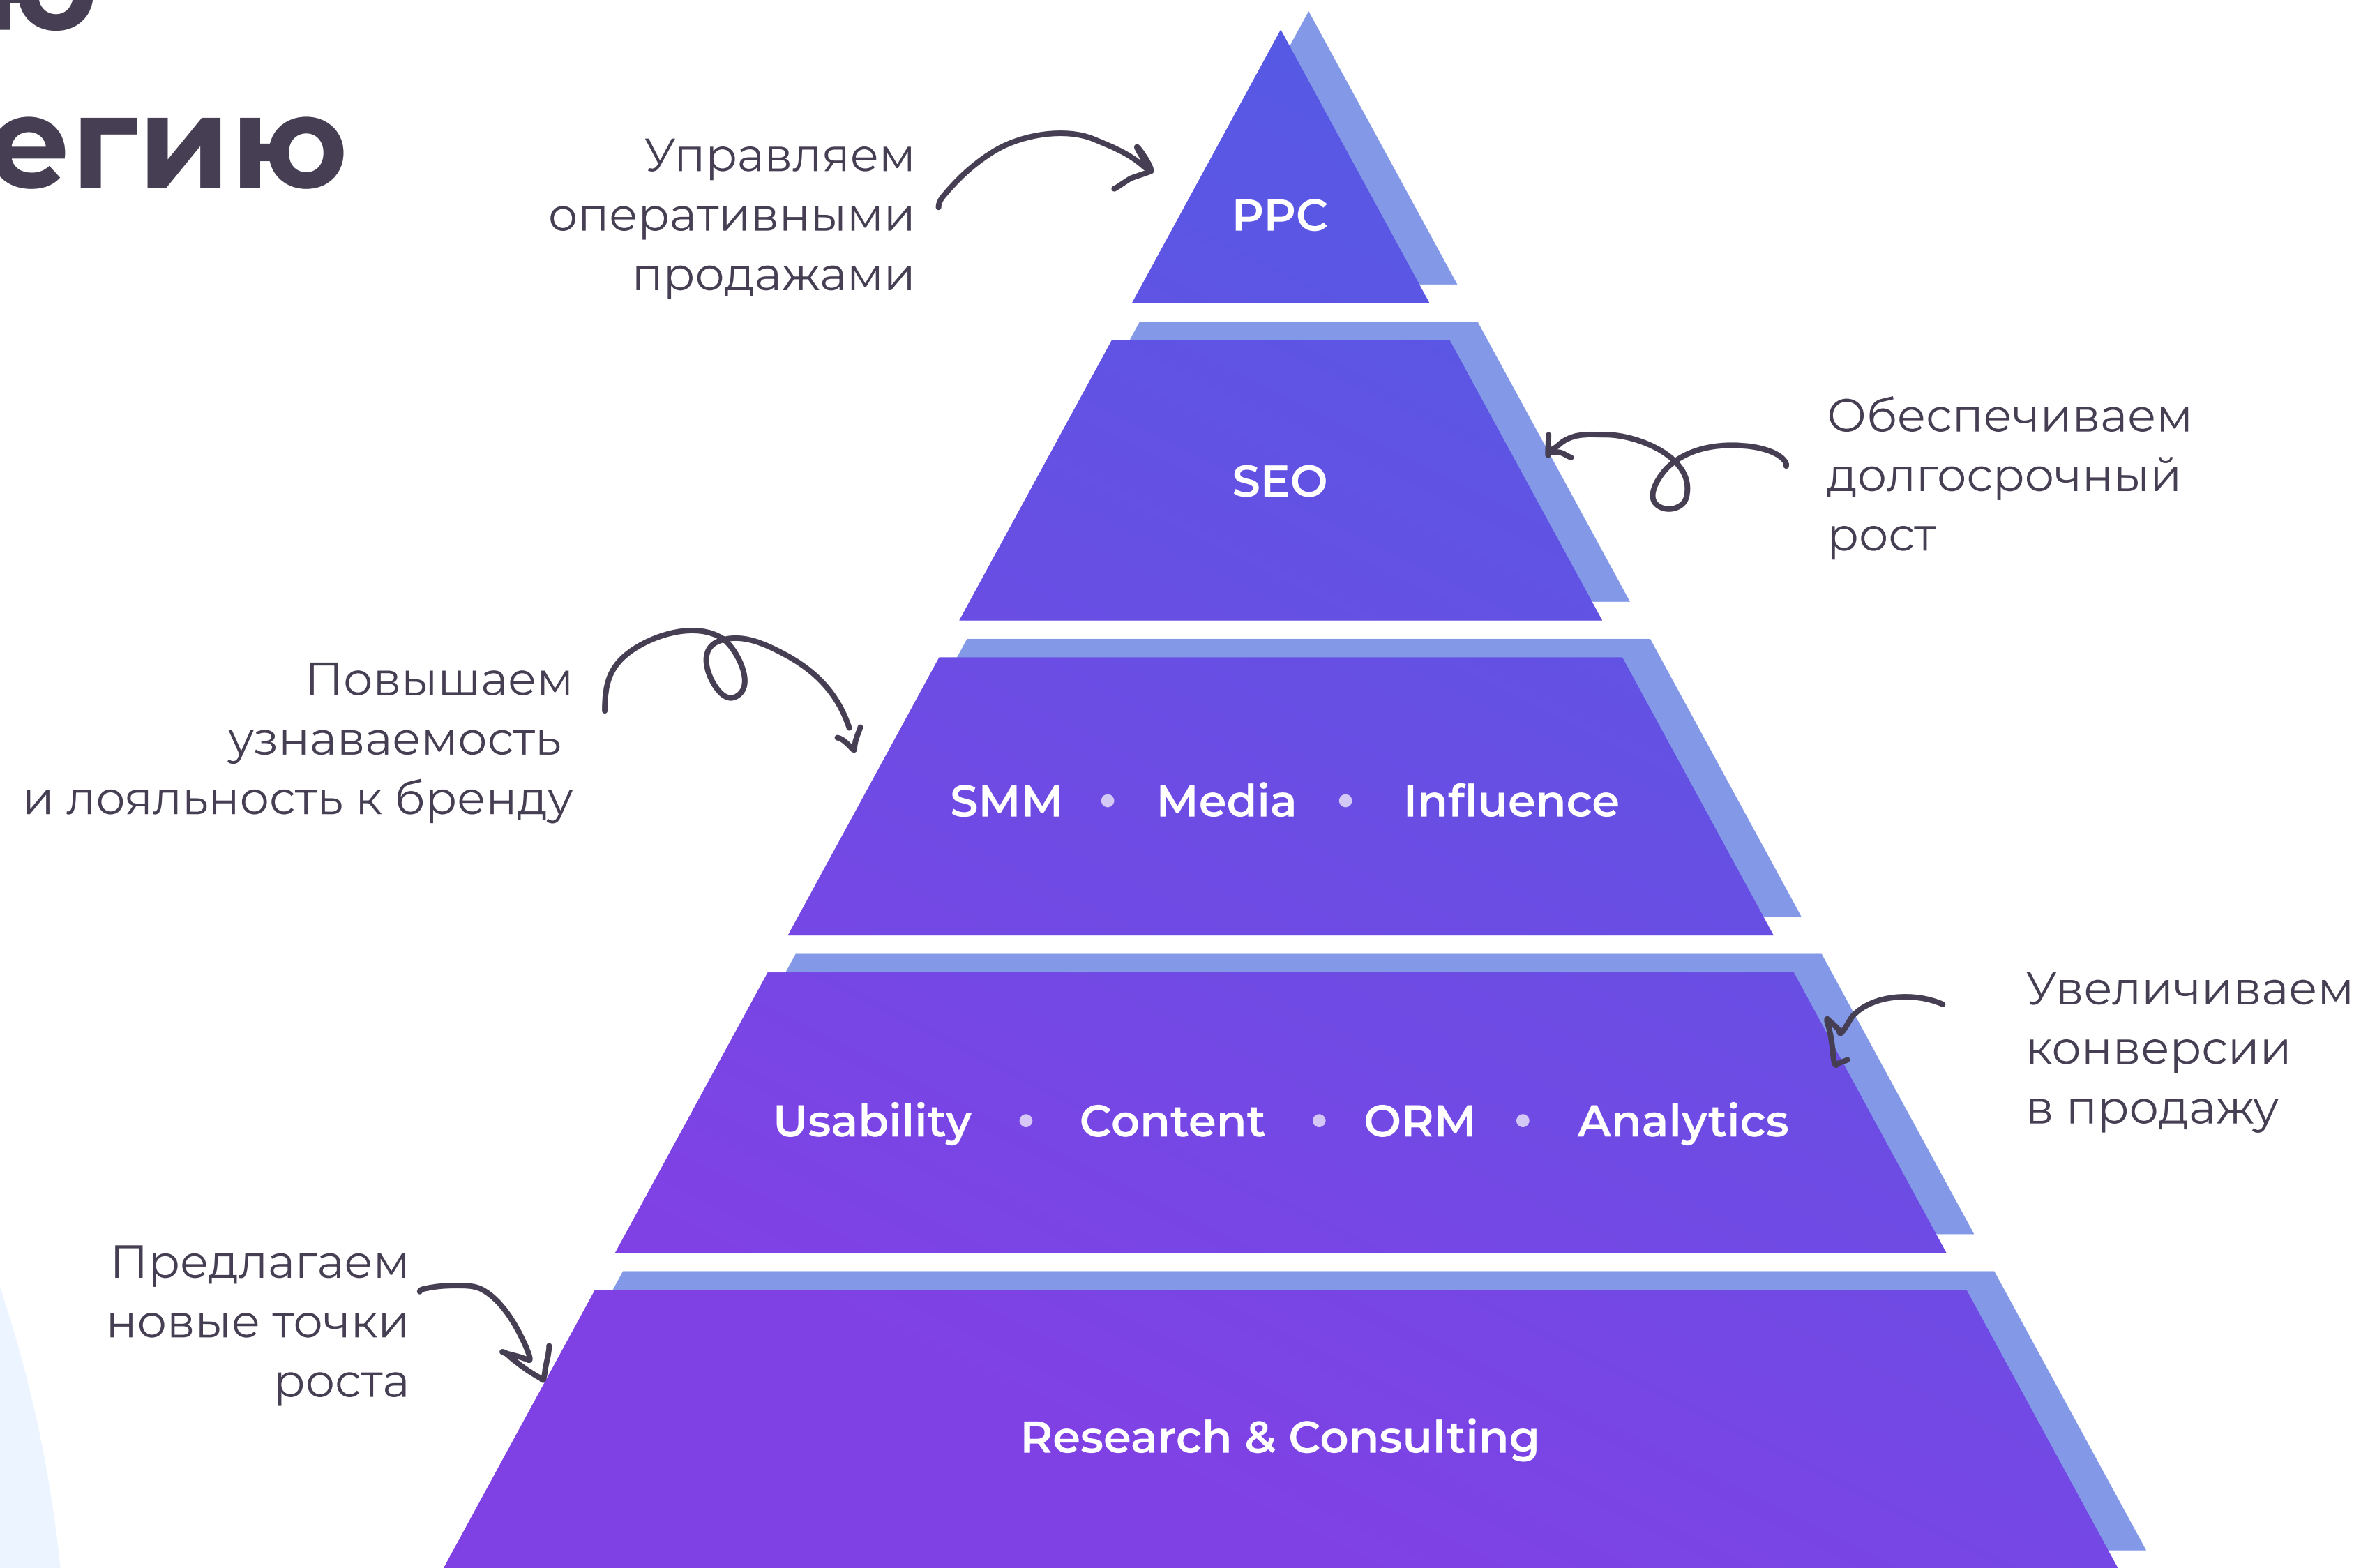 егию
Управляем
оперативными
продажами
PPC
SEO
Обеспечиваем
долгосрочный
рост
Повышаем
узнаваемость
и лояльность к бренду
SMM • Media • Influence
Увеличиваем
конверсии
в продажу
Usability • Content • ORM • Analytics
Предлагаем
новые точки
роста
Research & Consulting